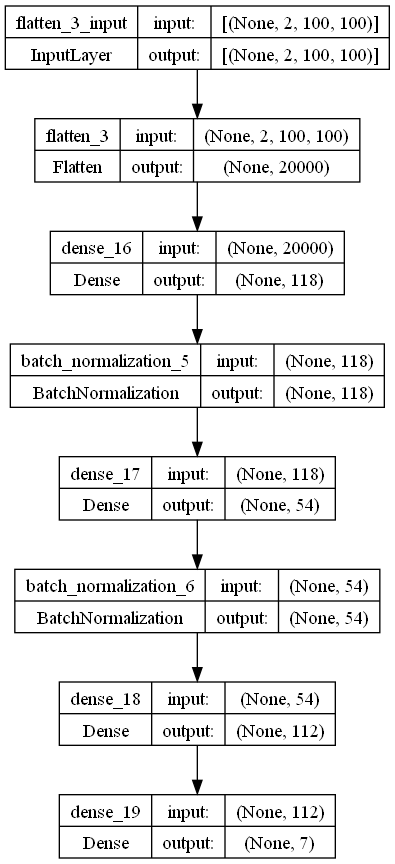 flatten_3_input input: [(None, 2, 100, 100)]
InputLayer output: [(None, 2, 100, 100)]
flatten_3 input: (None, 2, 100, 100)
Flatten output: (None, 20000)
dense_16 input: (None, 20000)
Dense output: (None, 118)
batch_normalization_5 input: (None, 118)
BatchNormalization output: (None, 118)
dense_17 input: (None, 118)
Dense output: (None, 54)
batch_normalization_6 input: (None, 54)
BatchNormalization output: (None, 54)
dense_18 input: (None, 54)
Dense output: (None, 112)
dense_19 input: (None, 112)
Dense output: (None, 7)